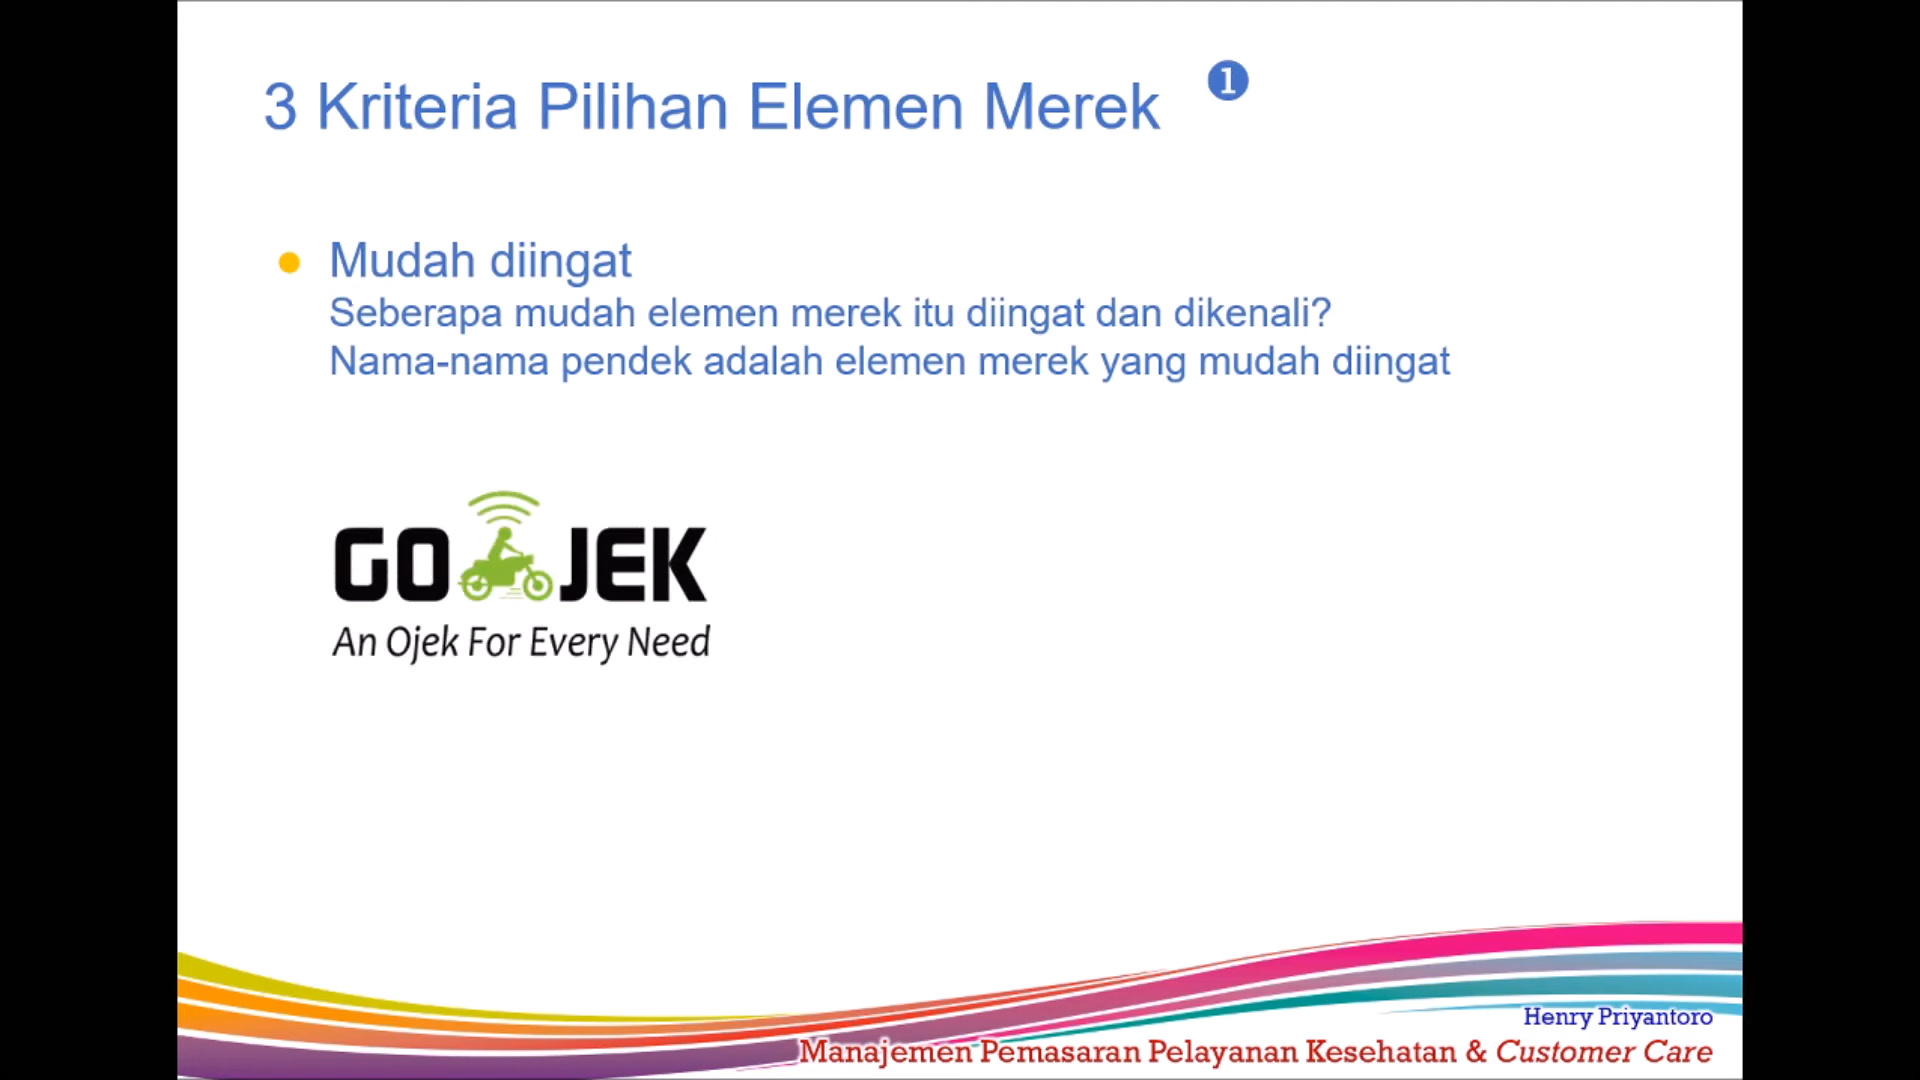 3 Kriteria Pilihan Elemen Merek ❶
Mudah diingat
Seberapa mudah elemen merek itu diingat dan dikenali?
Nama-nama pendek adalah elemen merek yang mudah diingat
GO JEK
An Ojek For Every Need
Henry Priyantoro
Manajemen Pemasaran Pelayanan Kesehatan & Customer Care